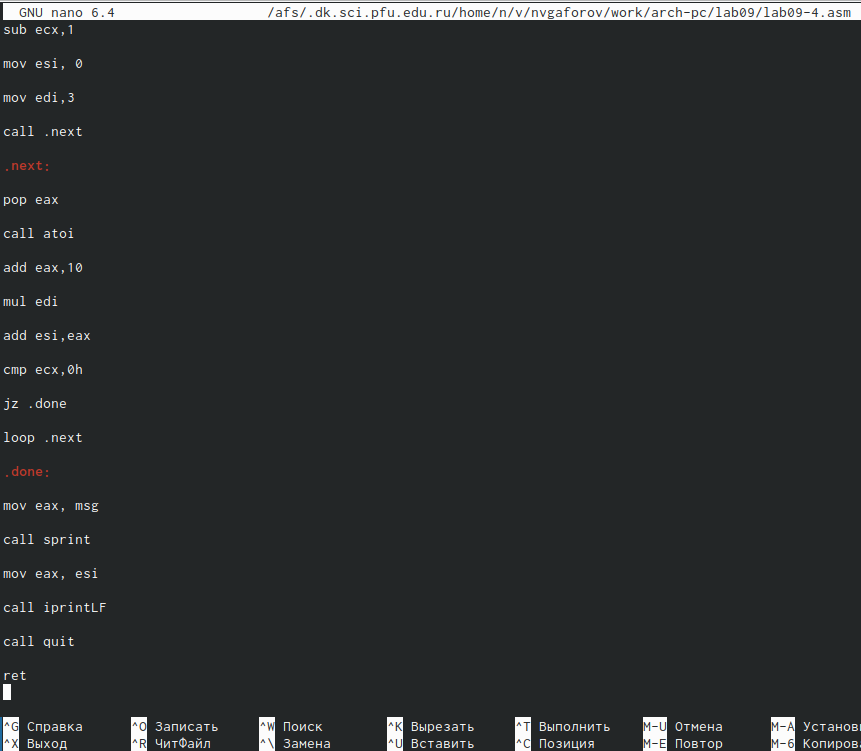 GNU nano 6.4 /afs/.dk.sci.pfu.edu.ru/home/n/v/nvgaforov/work/arch-pc/lab09/lab09-4.asm
sub ecx,1
mov esi, 0
mov edi,3
call .next
.next:
pop eax
call atoi
add eax,10
mul edi
add esi,eax
cmp ecx,0h
jz .done
loop .next
.done:
mov eax, msg
call sprint
mov eax, esi
call iprintLF
call quit
ret
^G Справка ^O Записать ^W Поиск ^K Вырезать ^T Выполнить M-U Отмена M-A Установи
^X Выход ^R ЧитФайл ^\ Замена ^U Вставить ^C Позиция M-E Повтор M-6 Копирова